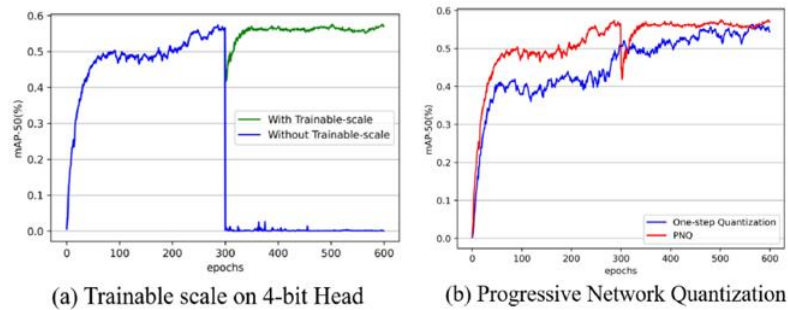 0.6
0.5
0.4
0.3
0.2
0.1
0.0
mAP-50(%)
With Trainable-scale
Without Trainable-scale
0 100 200 300 400 500 600
epochs
(a) Trainable scale on 4-bit Head
0.6
0.5
0.4
0.3
0.2
0.1
0.0
mAP-50(%)
One-step Quantization
PNQ
0 100 200 300 400 500 600
epochs
(b) Progressive Network Quantization